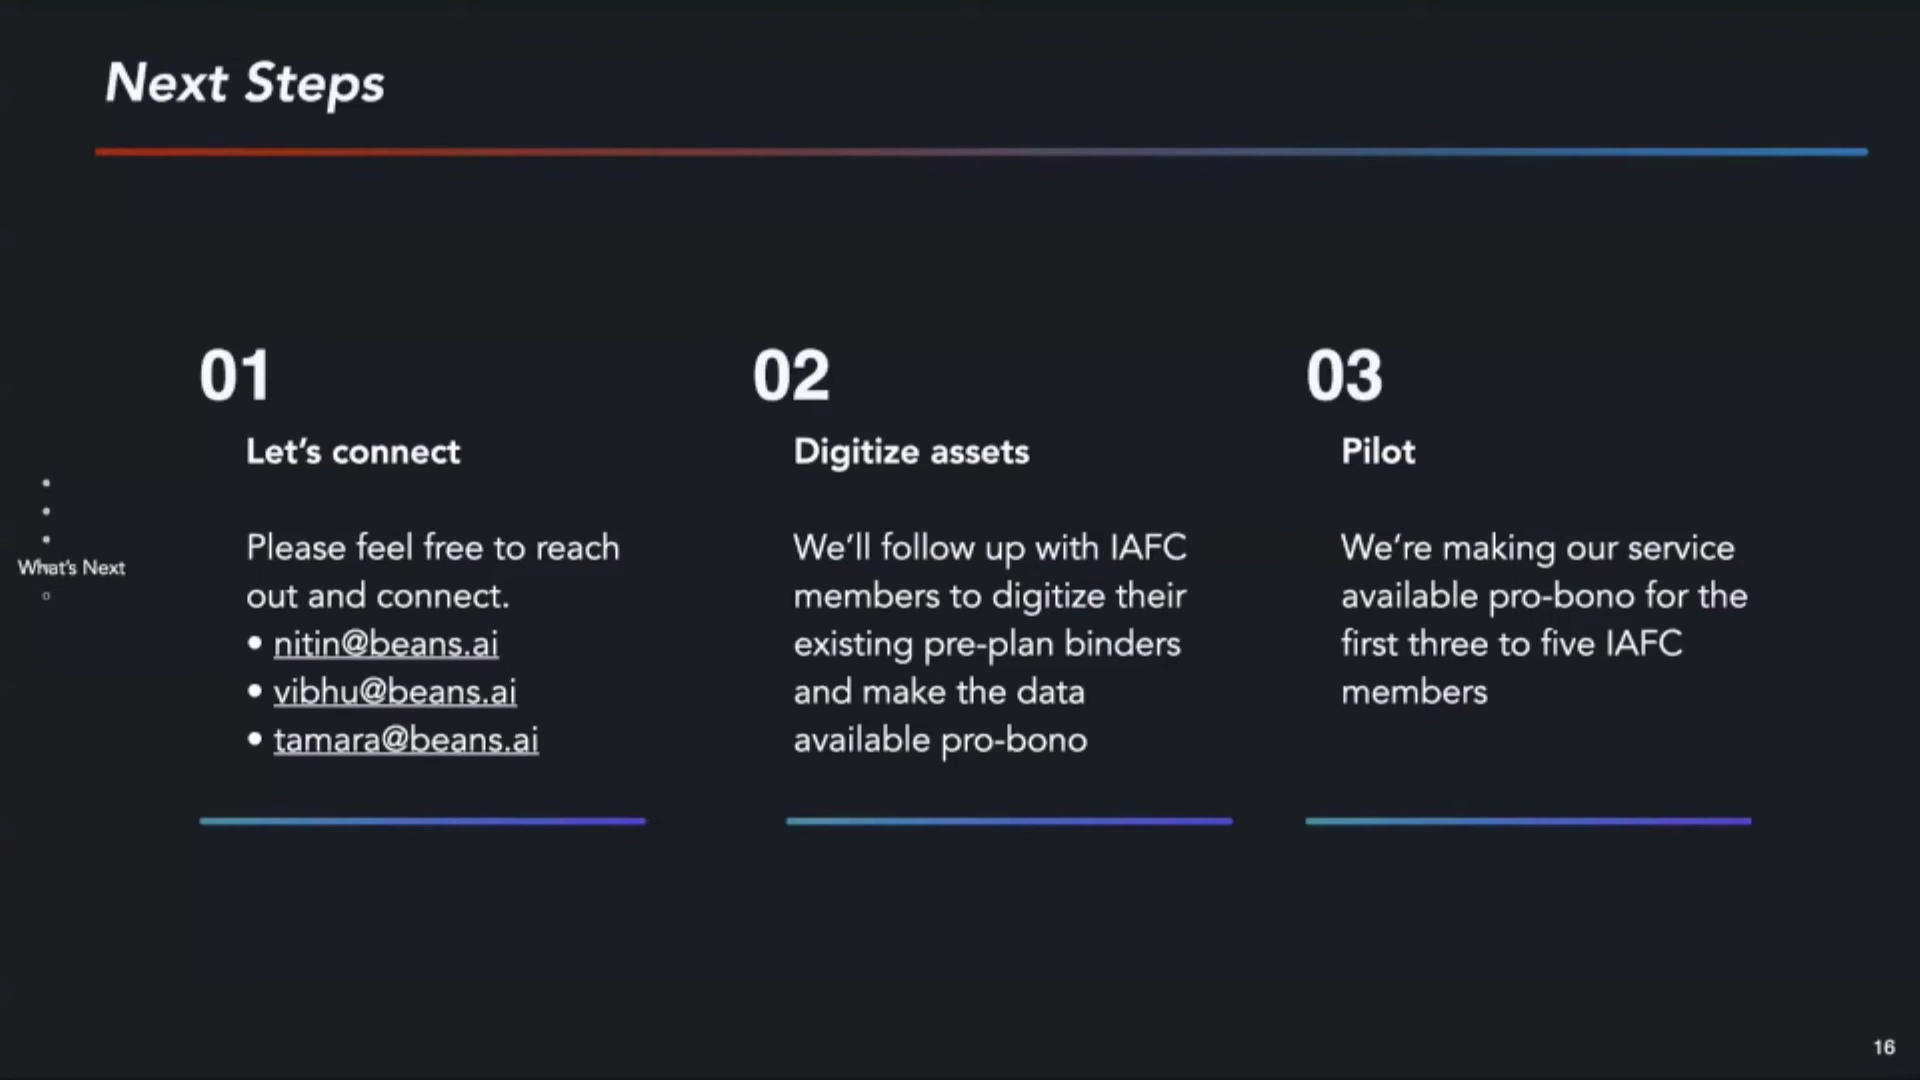 Next Steps
01
Let's connect
Please feel free to reach
out and connect.
• nitin@beans.ai
• vibhu@beans.ai
• tamara@beans.ai
02
Digitize assets
We'll follow up with IAFC
members to digitize their
existing pre-plan binders
and make the data
available pro-bono
03
Pilot
We're making our service
available pro-bono for the
first three to five IAFC
members
What's Next
16